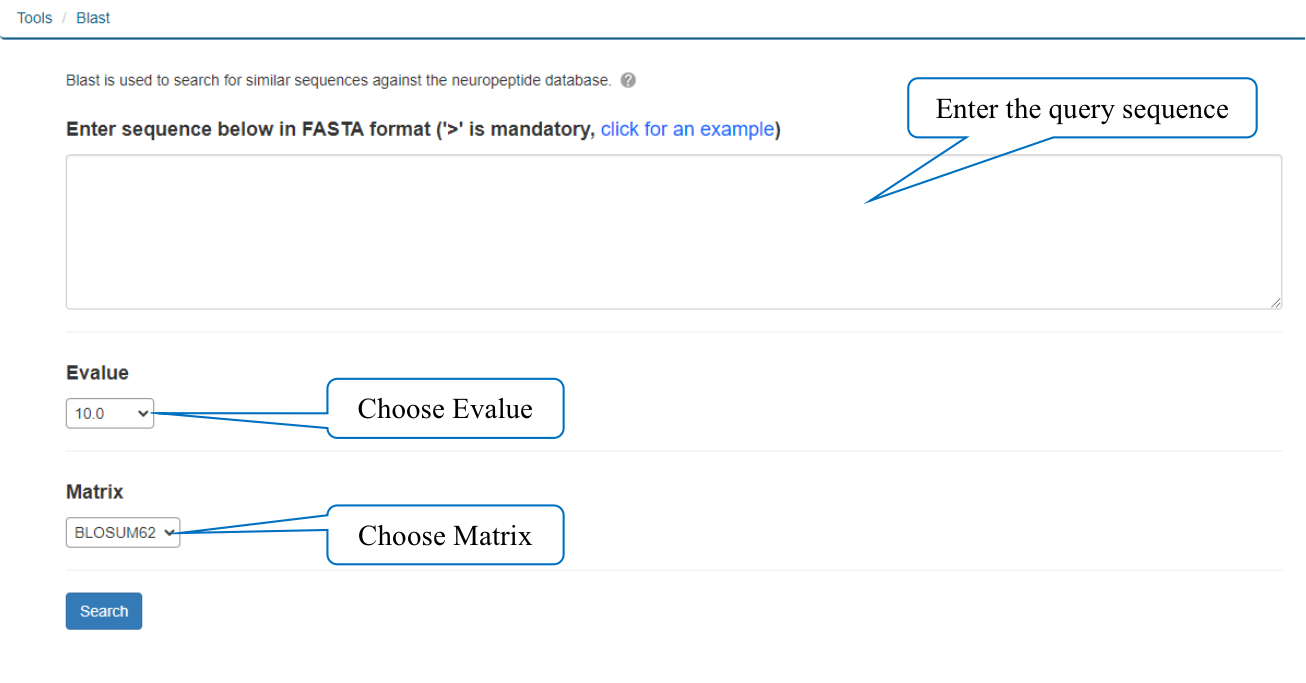 Tools / Blast
Blast is used to search for similar sequences against the neuropeptide database. ?
Enter the query sequence
Enter sequence below in FASTA format ('>' is mandatory, click for an example)
Evalue
10.0
Choose Evalue
Matrix
BLOSUM62
Choose Matrix
Search